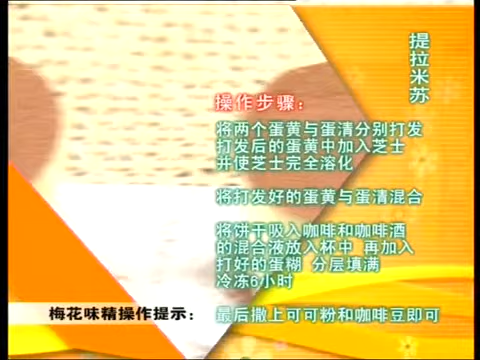 提拉米苏
操作步骤：
将两个蛋黄与蛋清分别打发
打发后的蛋黄中加入芝士
并使芝士完全溶化
将打发好的蛋黄与蛋清混合
将饼干吸入咖啡和咖啡酒
的混合液放入杯中 再加入
打好的蛋糊 分层填满
冷冻6小时
梅花味精操作提示： 最后撒上可可粉和咖啡豆即可